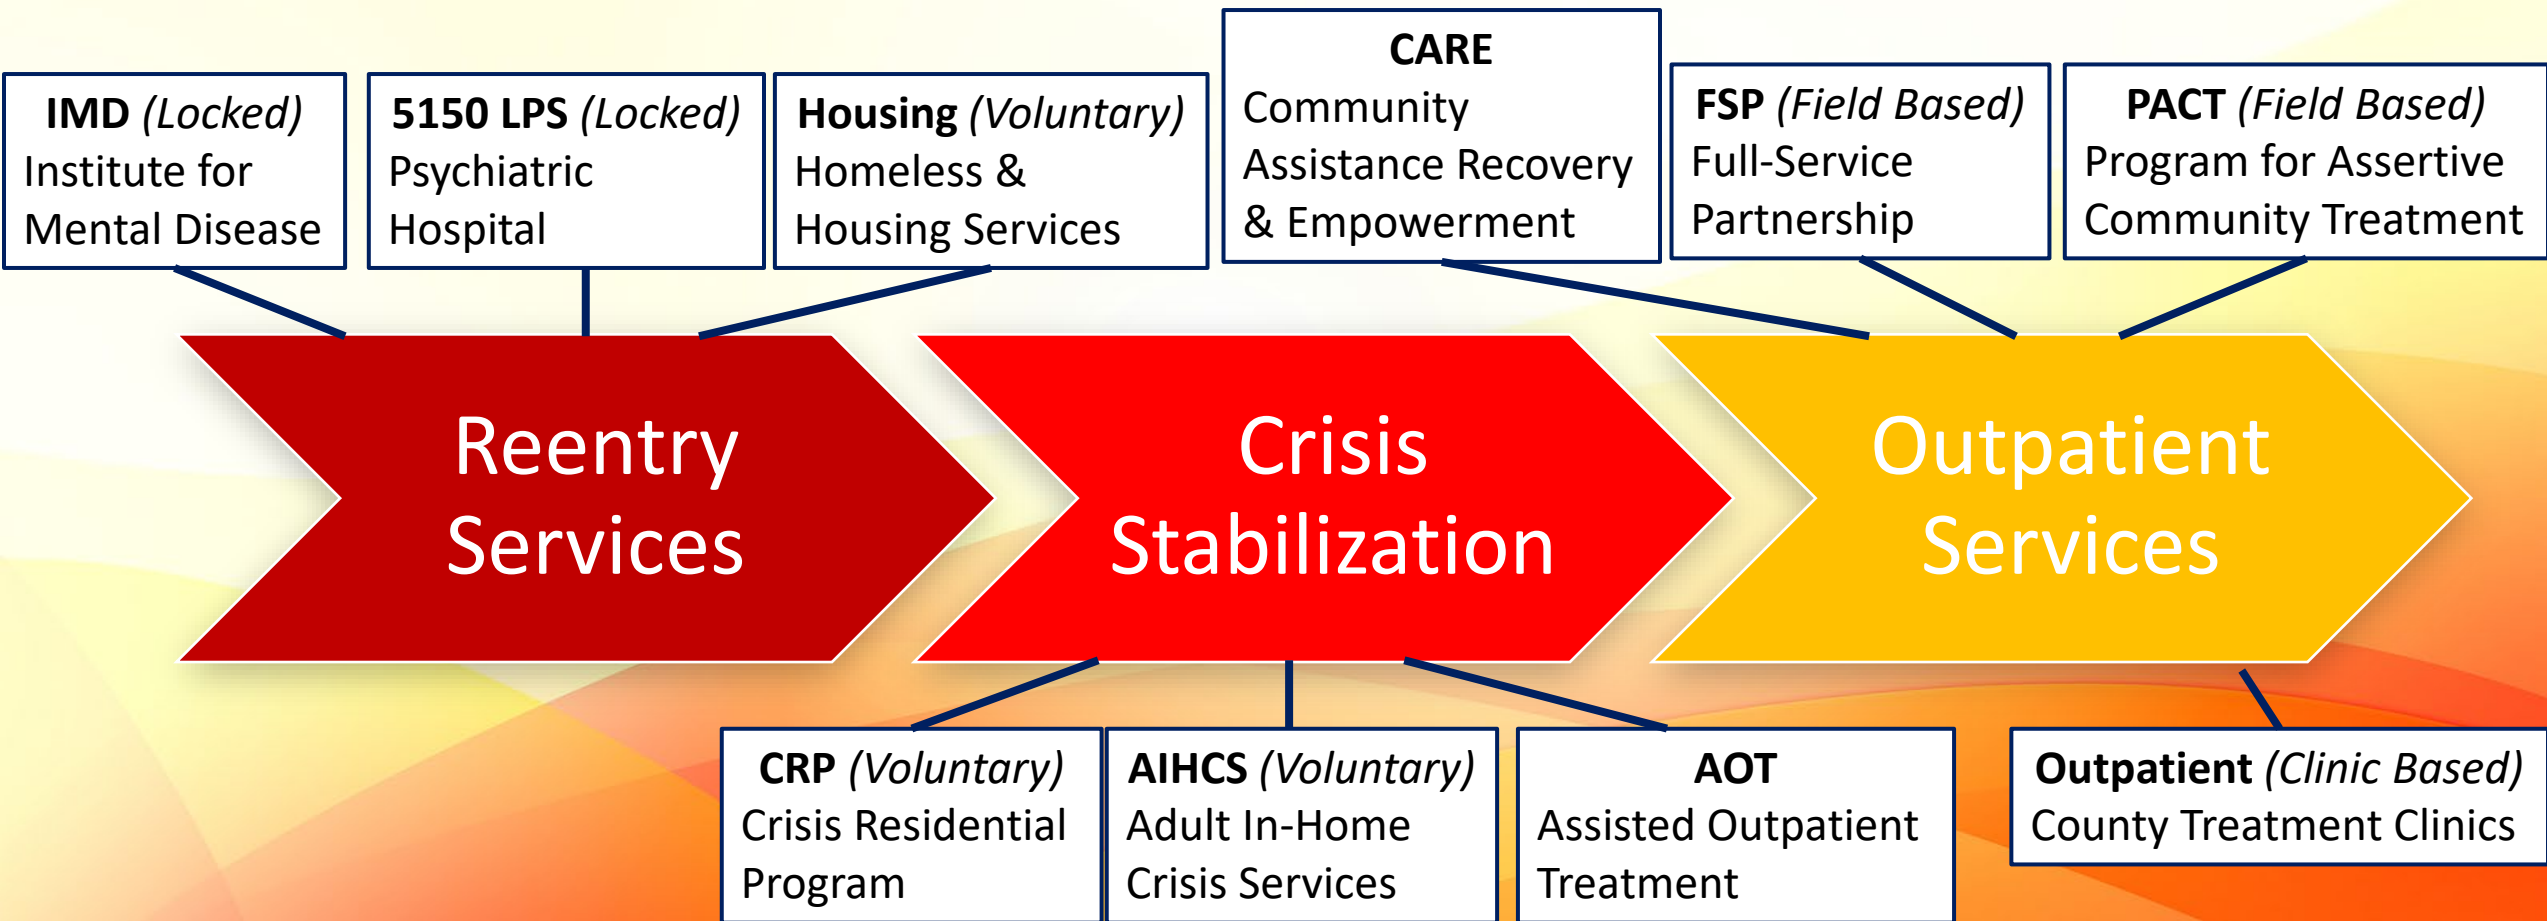 IMD (Locked)
Institute for
Mental Disease
5150 LPS (Locked)
Psychiatric
Hospital
Housing (Voluntary)
Homeless &
Housing Services
CARE
Community
Assistance Recovery
& Empowerment
FSP (Field Based)
Full-Service
Partnership
PACT (Field Based)
Program for Assertive
Community Treatment
Reentry
Services
Crisis
Stabilization
Outpatient
Services
CRP (Voluntary)
Crisis Residential
Program
AIHCS (Voluntary)
Adult In-Home
Crisis Services
AOT
Assisted Outpatient
Treatment
Outpatient (Clinic Based)
County Treatment Clinics